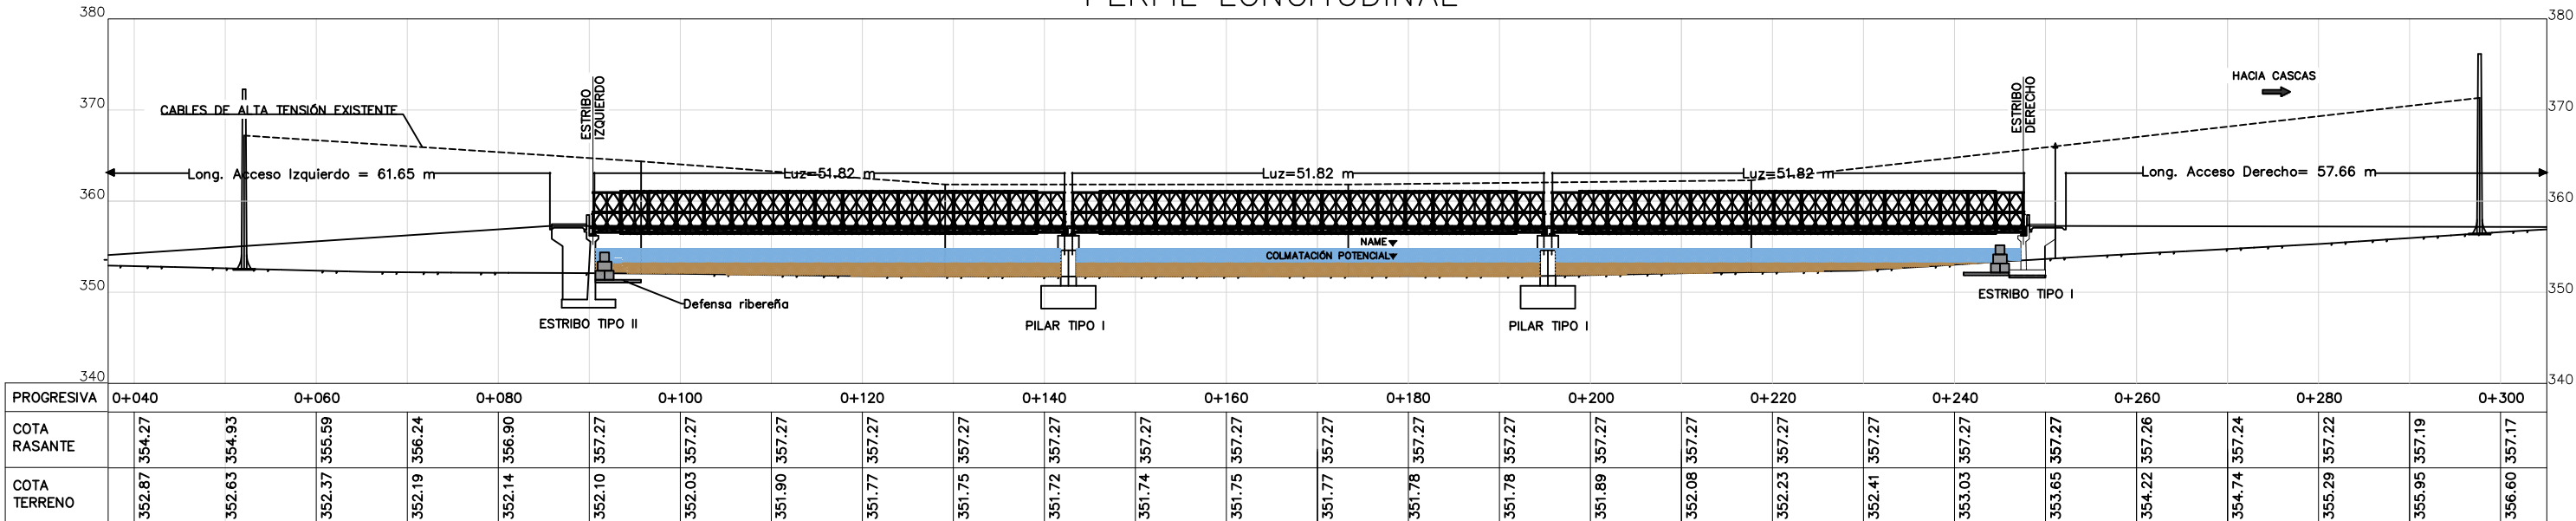 PERFIL LONGITUDINAL
380
380
370
370
360
360
350
350
340
340
CABLES DE ALTA TENSIÓN EXISTENTE
ESTRIBO
IZQUIERDO
ESTRIBO
DERECHO
HACIA CASCAS
Long. Acceso Izquierdo = 61.65 m
Luz=51.82 m
Luz=51.82 m
Luz=51.82 m
Long. Acceso Derecho= 57.66 m
NAME
COLMATACIÓN POTENCIAL
Defensa ribereña
ESTRIBO TIPO II
PILAR TIPO I
PILAR TIPO I
ESTRIBO TIPO I
PROGRESIVA 0+040 0+060 0+080 0+100 0+120 0+140 0+160 0+180 0+200 0+220 0+240 0+260 0+280 0+300
COTA
RASANTE
354.27 354.93 355.59 356.24 356.90 357.27 357.27 357.27 357.27 357.27 357.27 357.27 357.27 357.27 357.27 357.27 357.27 357.27 357.27 357.27 357.27 357.27 357.26 357.24 357.22 357.19 357.17
COTA
TERRENO
352.87 352.63 352.37 352.19 352.14 352.10 352.03 351.90 351.77 351.75 351.72 351.74 351.75 351.77 351.78 351.78 351.89 352.08 352.23 352.41 353.03 353.65 354.22 354.74 355.29 355.95 356.60